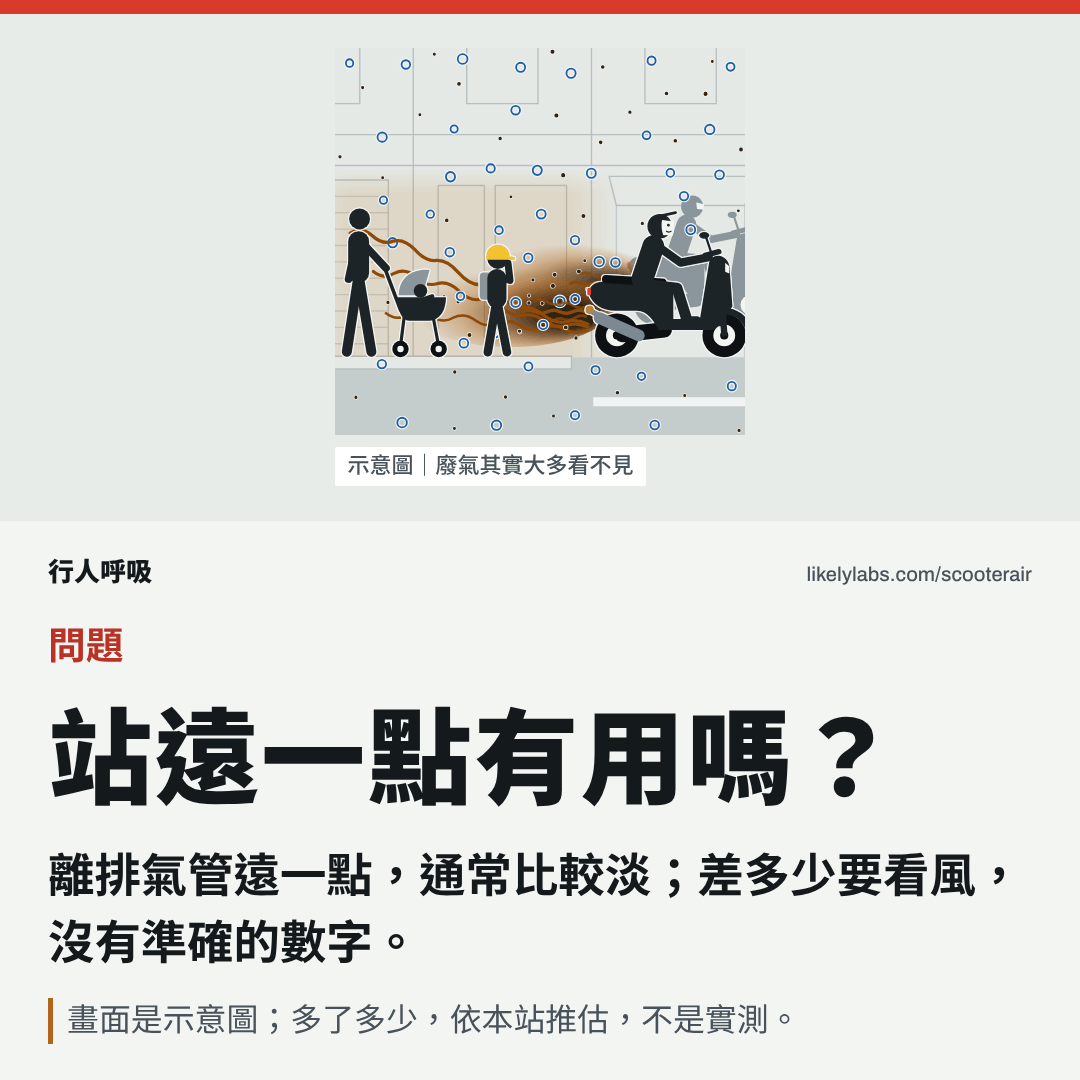 示意圖｜廢氣其實大多看不見
行人呼吸
likelylabs.com/scooterair
問題
站遠一點有用嗎？
離排氣管遠一點，通常比較淡；差多少要看風，
沒有準確的數字。
畫面是示意圖；多了多少，依本站推估，不是實測。